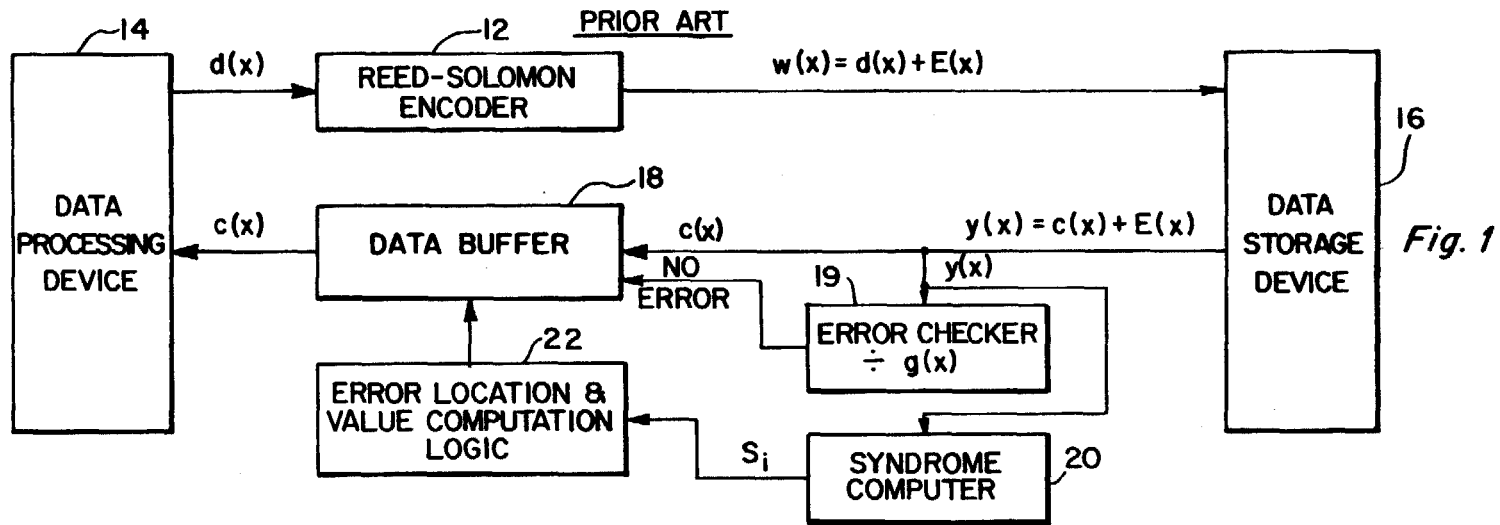 PRIOR ART
14
12
d(x)
REED-SOLOMON
ENCODER
w(x) = d(x) + E(x)
16
DATA
PROCESSING
DEVICE
18
c(x)
DATA BUFFER
c(x)
y(x) = c(x) + E(x)
DATA
STORAGE
DEVICE
Fig. 1
NO
ERROR
y(x)
19
ERROR CHECKER
÷ g(x)
22
ERROR LOCATION &
VALUE COMPUTATION
LOGIC
Si
SYNDROME
COMPUTER
20